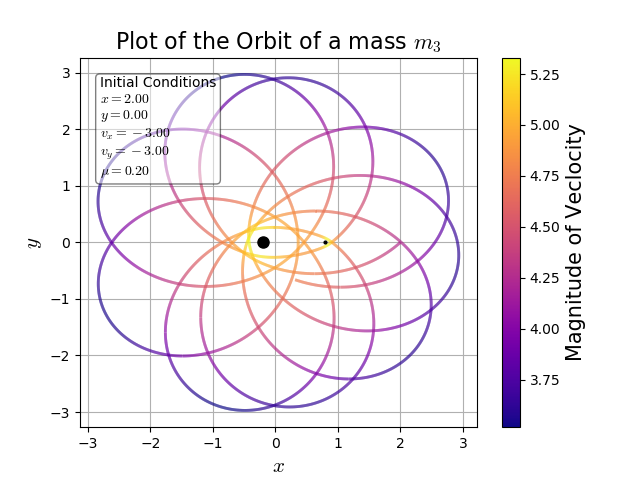 Plot of the Orbit of a mass m₃
Initial Conditions
x = 2.00
y = 0.00
vₓ = −3.00
v_y = −3.00
μ = 0.20
3
2
1
0
−1
−2
−3
y
−3 −2 −1 0 1 2 3
x
5.25
5.00
4.75
4.50
4.25
4.00
3.75
Magnitude of Veclocity